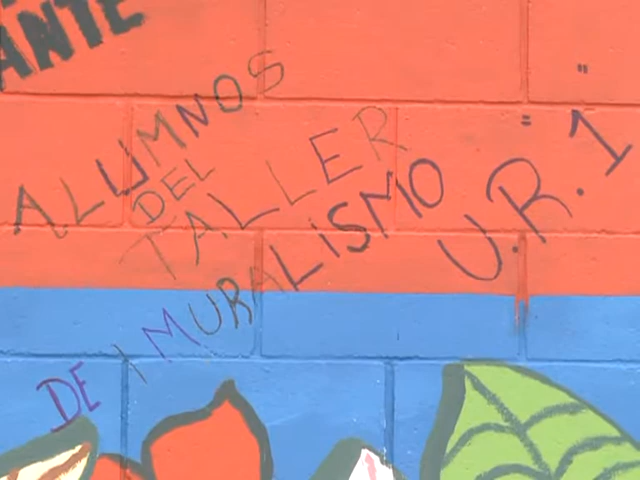 ANTE
ALUMNOS
DEL
TALLER
DE MURALISMO
U.R. 1"